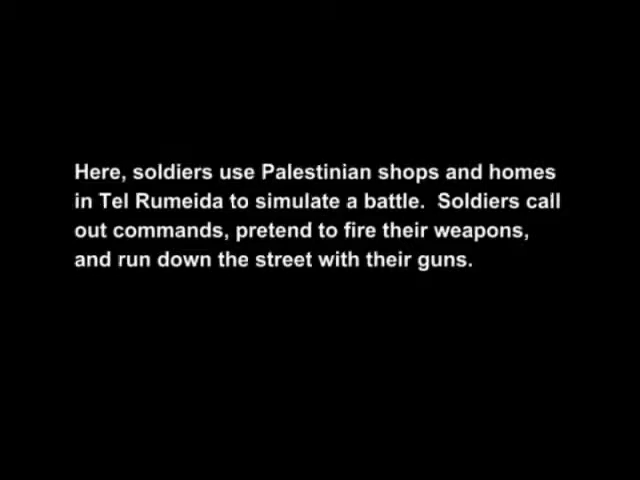 Here, soldiers use Palestinian shops and homes
in Tel Rumeida to simulate a battle.  Soldiers call
out commands, pretend to fire their weapons,
and run down the street with their guns.